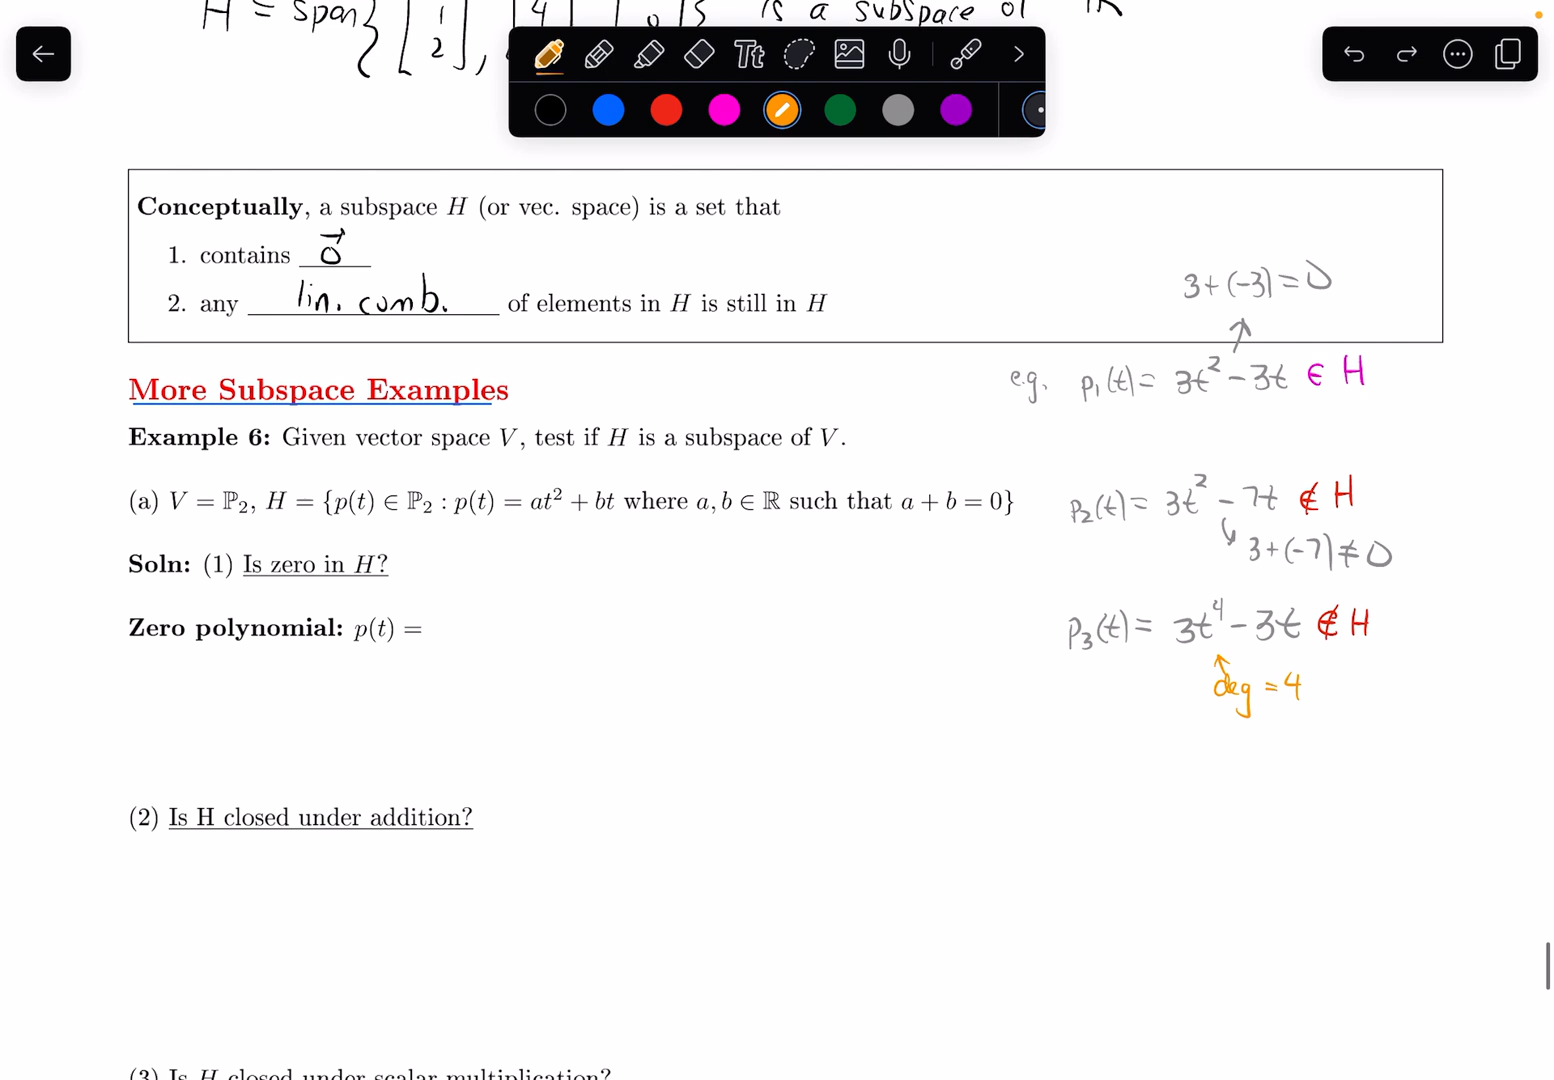 H = span{ [1 2], [4 0] } is a subspace of ℝ
Tt
Conceptually, a subspace H (or vec. space) is a set that
1. contains 0⃗
2. any lin. comb. of elements in H is still in H
3+(-3)=0
e.g. p₁(t)= 3t²-3t ∈ H
More Subspace Examples
Example 6: Given vector space V, test if H is a subspace of V.
(a) V = ℙ₂, H = {p(t) ∈ ℙ₂ : p(t) = at² + bt where a, b ∈ ℝ such that a + b = 0}
p₂(t)= 3t² - 7t ∉ H
3+(-7)≠0
Soln: (1) Is zero in H?
Zero polynomial: p(t) =
p₃(t)= 3t⁴-3t ∉ H
deg = 4
(2) Is H closed under addition?
(3) Is H closed under scalar multiplication?